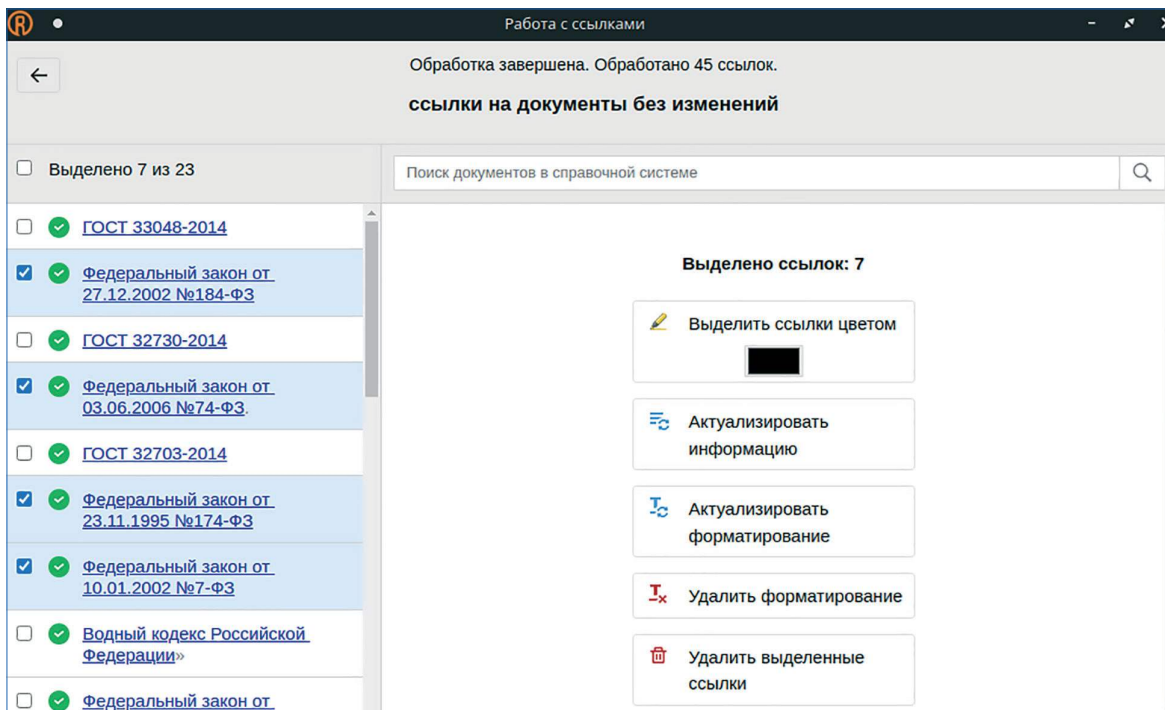 Работа с ссылками
Обработка завершена. Обработано 45 ссылок.
ссылки на документы без изменений
Выделено 7 из 23
Поиск документов в справочной системе
ГОСТ 33048-2014
Федеральный закон от
27.12.2002 №184-ФЗ
ГОСТ 32730-2014
Федеральный закон от
03.06.2006 №74-ФЗ.
ГОСТ 32703-2014
Федеральный закон от
23.11.1995 №174-ФЗ
Федеральный закон от
10.01.2002 №7-ФЗ
Водный кодекс Российской
Федерации»
Федеральный закон от
Выделено ссылок: 7
Выделить ссылки цветом
Актуализировать
информацию
Актуализировать
форматирование
Удалить форматирование
Удалить выделенные
ссылки